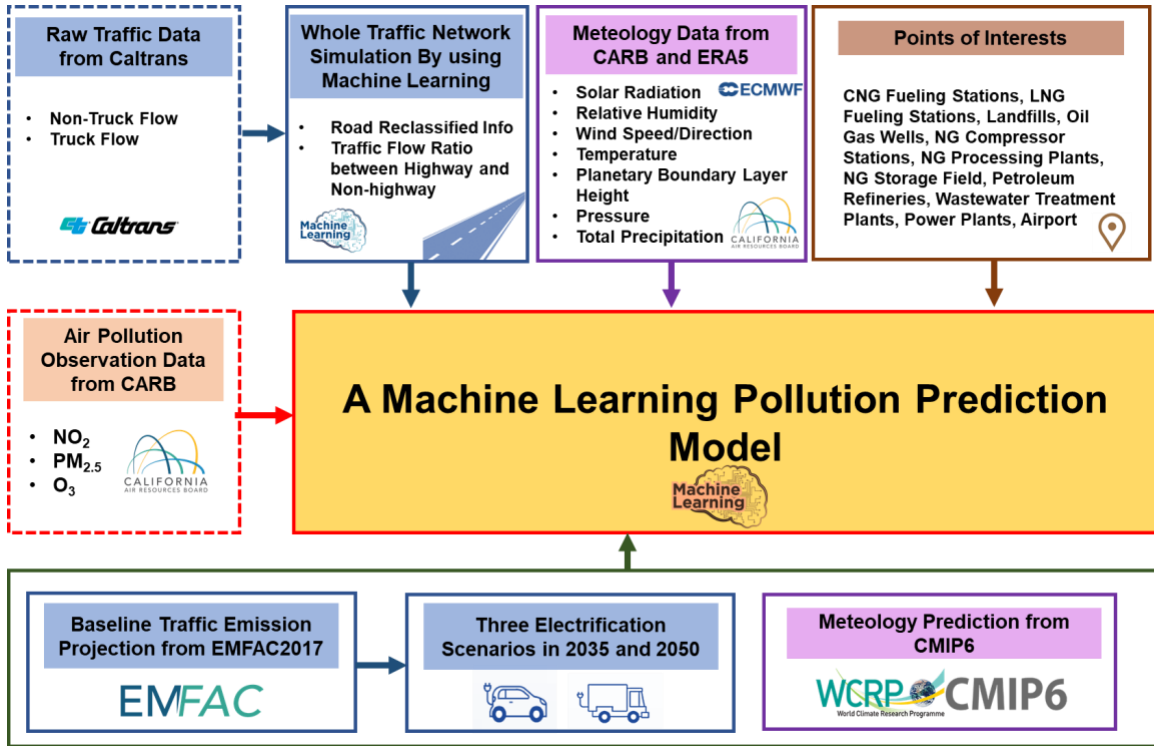 Raw Traffic Data
from Caltrans
• Non-Truck Flow
• Truck Flow
Caltrans
Whole Traffic Network
Simulation By using
Machine Learning
• Road Reclassified Info
• Traffic Flow Ratio
between Highway and
Non-highway
Machine
Learning
Meteology Data from
CARB and ERA5
• Solar Radiation
ECMWF
• Relative Humidity
• Wind Speed/Direction
• Temperature
• Planetary Boundary Layer
Height
• Pressure
• Total Precipitation
CALIFORNIA
AIR RESOURCES BOARD
Points of Interests
CNG Fueling Stations, LNG
Fueling Stations, Landfills, Oil
Gas Wells, NG Compressor
Stations, NG Processing Plants,
NG Storage Field, Petroleum
Refineries, Wastewater Treatment
Plants, Power Plants, Airport
Air Pollution
Observation Data
from CARB
• NO₂
• PM₂.₅
• O₃
CALIFORNIA
AIR RESOURCES BOARD
A Machine Learning Pollution Prediction
Model
Machine
Learning
Baseline Traffic Emission
Projection from EMFAC2017
EMFAC
Three Electrification
Scenarios in 2035 and 2050
Meteology Prediction from
CMIP6
WCRP CMIP6
World Climate Research Programme